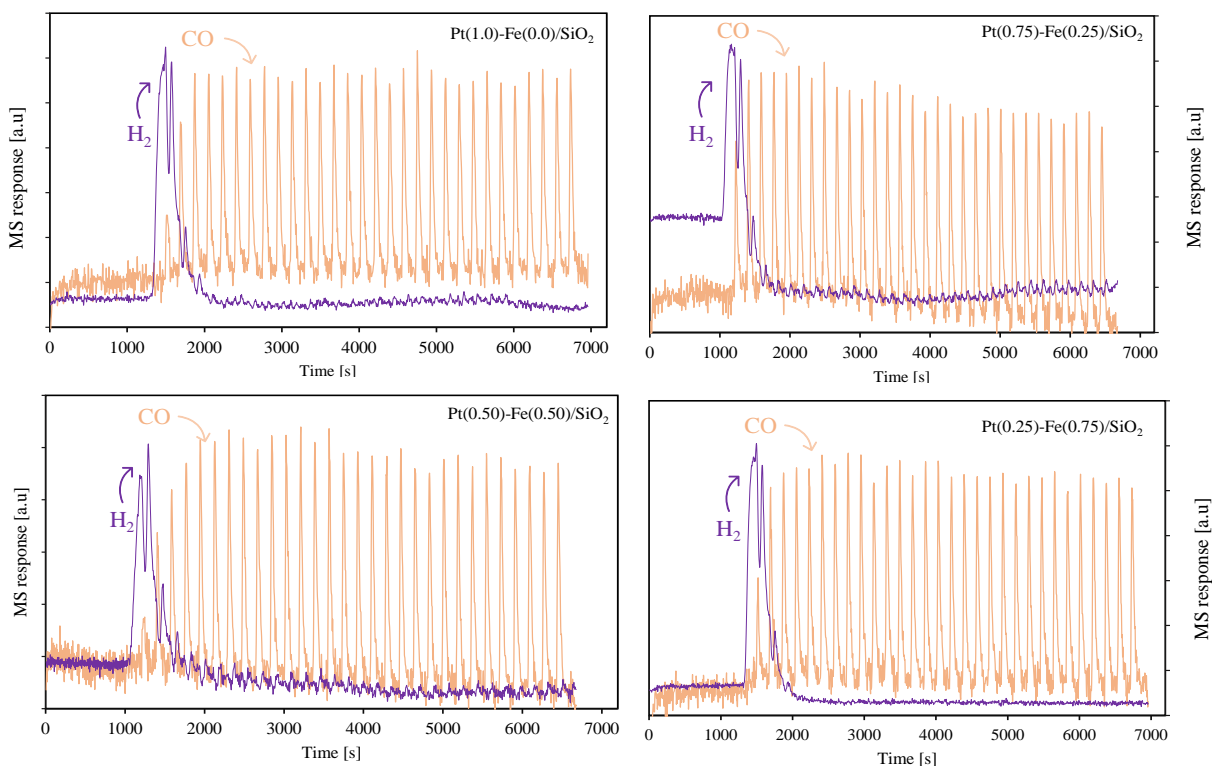 Pt(1.0)-Fe(0.0)/SiO₂
CO
H₂
MS response [a.u]
0 1000 2000 3000 4000 5000 6000 7000
Time [s]
Pt(0.75)-Fe(0.25)/SiO₂
CO
H₂
MS response [a.u]
0 1000 2000 3000 4000 5000 6000 7000
Time [s]
Pt(0.50)-Fe(0.50)/SiO₂
CO
H₂
MS response [a.u]
0 1000 2000 3000 4000 5000 6000 7000
Time [s]
Pt(0.25)-Fe(0.75)/SiO₂
CO
H₂
MS response [a.u]
0 1000 2000 3000 4000 5000 6000 7000
Time [s]